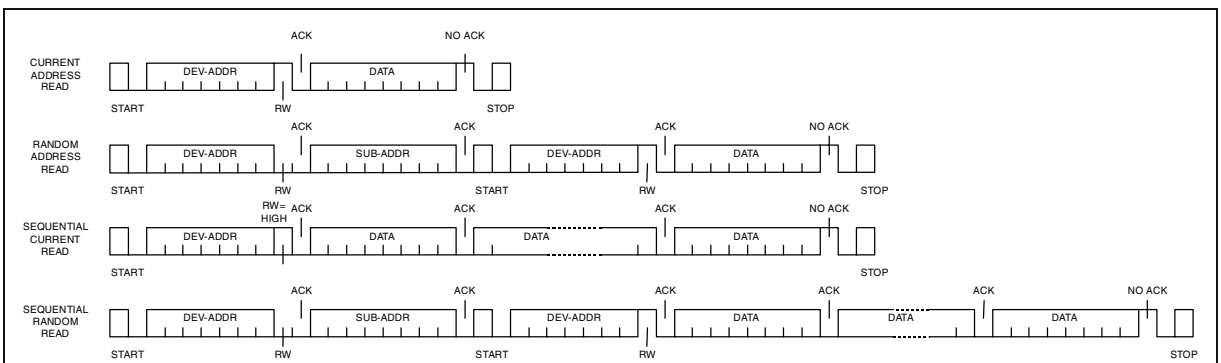 ACK NO ACK
CURRENT
ADDRESS
READ
DEV-ADDR DATA
START RW STOP
ACK ACK ACK NO ACK
RANDOM
ADDRESS
READ
DEV-ADDR SUB-ADDR DEV-ADDR DATA
START RW START RW STOP
RW=
HIGH
ACK ACK ACK NO ACK
SEQUENTIAL
CURRENT
READ
DEV-ADDR DATA DATA DATA
START STOP
ACK ACK ACK ACK ACK NO ACK
SEQUENTIAL
RANDOM
READ
DEV-ADDR SUB-ADDR DEV-ADDR DATA DATA DATA
START RW START RW STOP